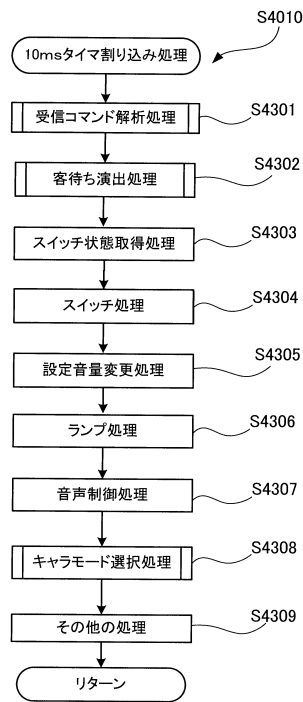 S4010
10msタイマ割り込み処理
受信コマンド解析処理
S4301
客待ち演出処理
S4302
スイッチ状態取得処理
S4303
スイッチ処理
S4304
設定音量変更処理
S4305
ランプ処理
S4306
音声制御処理
S4307
キャラモード選択処理
S4308
その他の処理
S4309
リターン